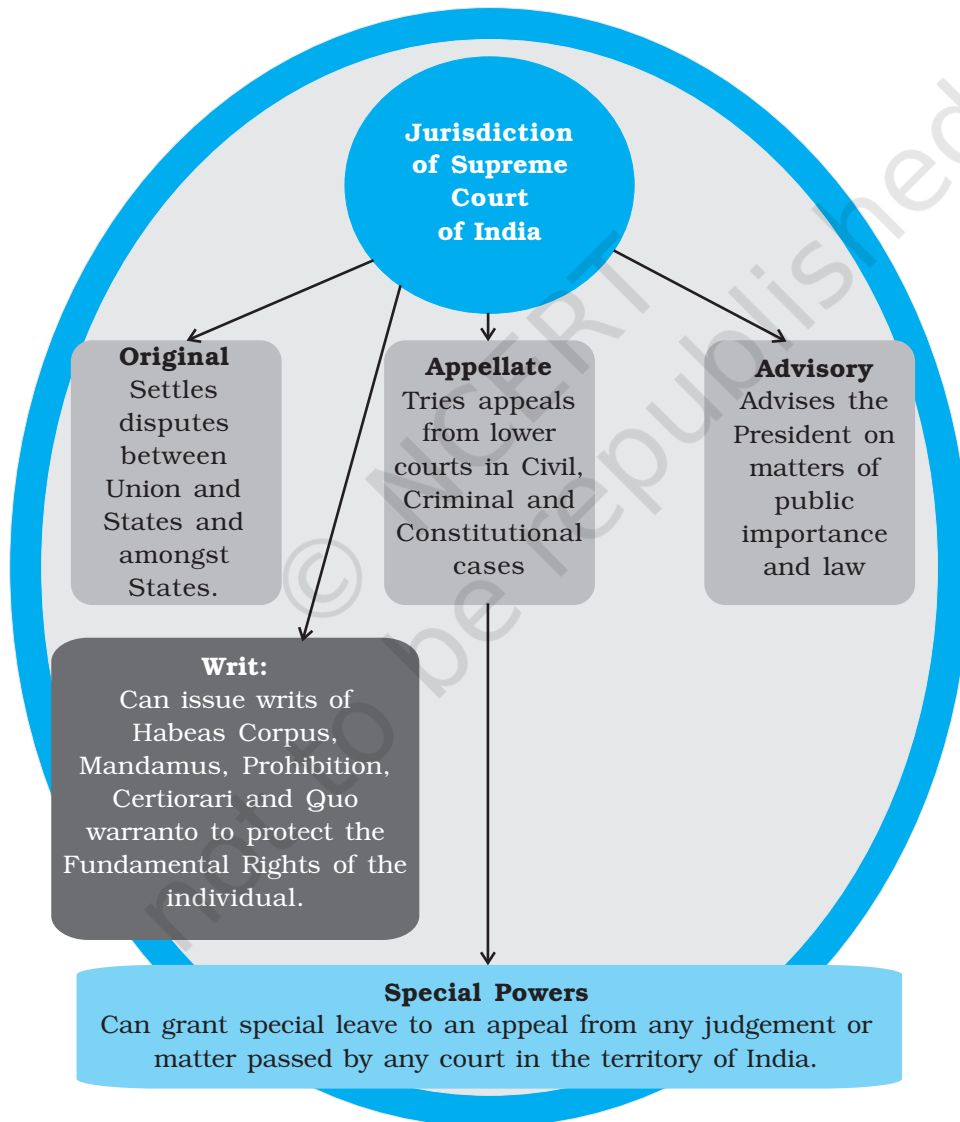 Jurisdiction
of Supreme
Court
of India
Original
Settles
disputes
between
Union and
States and
amongst
States.
Appellate
Tries appeals
from lower
courts in Civil,
Criminal and
Constitutional
cases
Advisory
Advises the
President on
matters of
public
importance
and law
Writ:
Can issue writs of
Habeas Corpus,
Mandamus, Prohibition,
Certiorari and Quo
warranto to protect the
Fundamental Rights of the
individual.
Special Powers
Can grant special leave to an appeal from any judgement or
matter passed by any court in the territory of India.
© NCERT
not to be republished